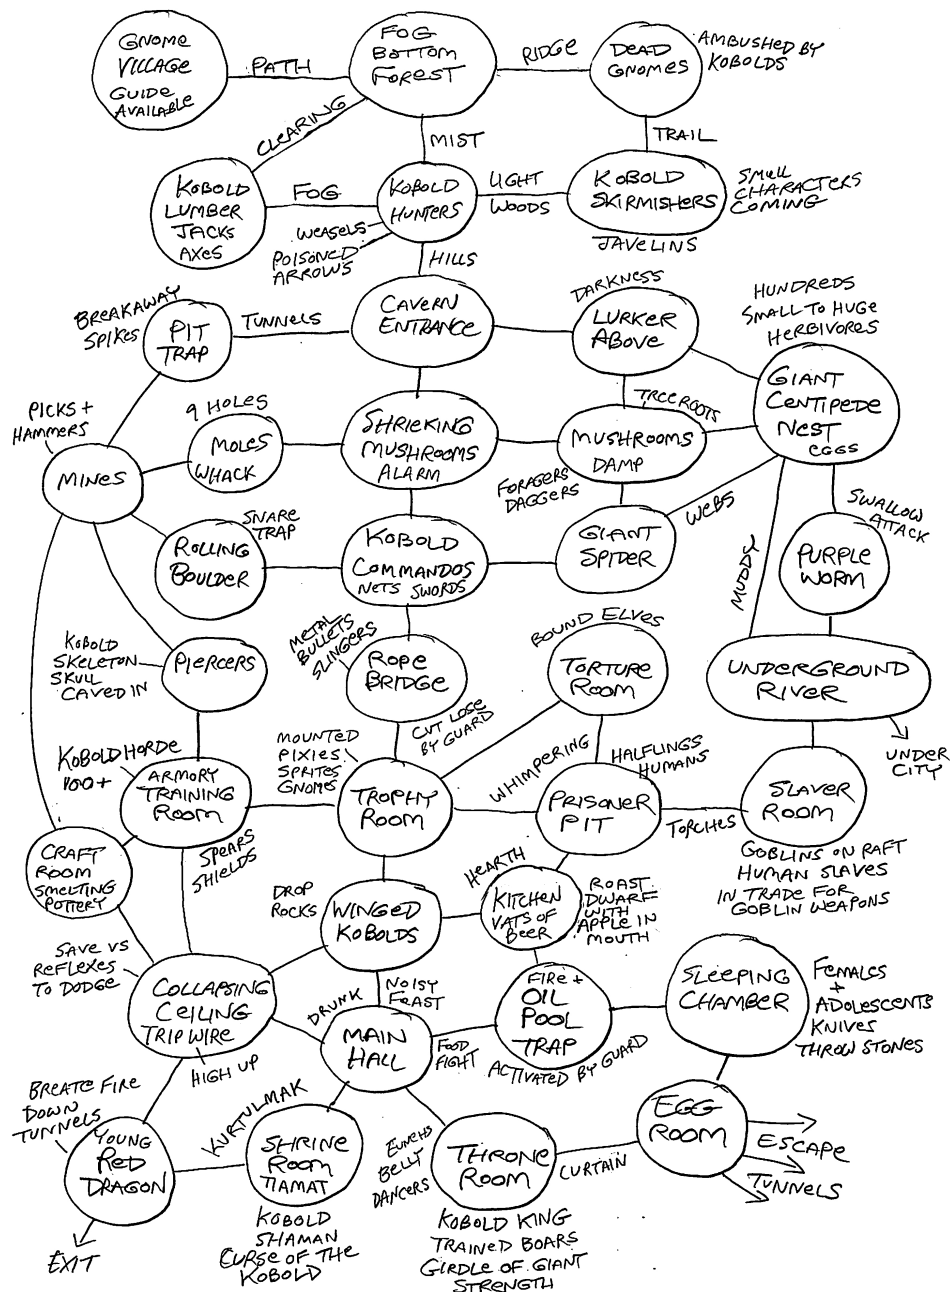 GNOME
VILLAGE
GUIDE
AVAILABLE
PATH
FOG
BOTTOM
FOREST
RIDGE
DEAD
GNOMES
AMBUSHED BY
KOBOLDS
CLEARING
MIST
TRAIL
KOBOLD
LUMBER
JACKS
AXES
FOG
KOBOLD
HUNTERS
WEASELS
POISONED
ARROWS
LIGHT
WOODS
KOBOLD
SKIRMISHERS
JAVELINS
SMALL
CHARACTERS
COMING
HILLS
BREAKAWAY
SPIKES
PIT
TRAP
TUNNELS
CAVERN
ENTRANCE
DARKNESS
LURKER
ABOVE
HUNDREDS
SMALL TO HUGE
HERBIVORES
GIANT
CENTIPEDE
NEST
EGGS
PICKS +
HAMMERS
MINES
9 HOLES
MOLES
WHACK
SHRIEKING
MUSHROOMS
ALARM
TREE ROOTS
MUSHROOMS
DAMP
FORAGERS
DAGGERS
SNARE
TRAP
ROLLING
BOULDER
KOBOLD
COMMANDOS
NETS SWORDS
GIANT
SPIDER
WEBS
MUDDY
SWALLOW
ATTACK
PURPLE
WORM
KOBOLD
SKELETON
SKULL
CAVED IN
PIERCERS
METAL
BULLETS
SLINGERS
ROPE
BRIDGE
CUT LOSE
BY GUARD
BOUND ELVES
TORTURE
ROOM
UNDERGROUND
RIVER
UNDER
CITY
KOBOLD HORDE
100+
ARMORY
TRAINING
ROOM
SPEARS
SHIELDS
MOUNTED
PIXIES
SPRITES
GNOMES
TROPHY
ROOM
WHIMPERING
HALFLINGS
HUMANS
PRISONER
PIT
TORCHES
SLAVER
ROOM
GOBLINS ON RAFT
HUMAN SLAVES
IN TRADE FOR
GOBLIN WEAPONS
CRAFT
ROOM
SMELTING
POTTERY
DROP
ROCKS
WINGED
KOBOLDS
HEARTH
KITCHEN
VATS OF
BEER
ROAST
DWARF
WITH
APPLE IN
MOUTH
SAVE VS
REFLEXES
TO DODGE
COLLAPSING
CEILING
TRIP WIRE
HIGH UP
DRUNK
NOISY
FEAST
MAIN
HALL
FOOD
FIGHT
FIRE +
OIL
POOL
TRAP
ACTIVATED BY GUARD
SLEEPING
CHAMBER
FEMALES
+
ADOLESCENTS
KNIVES
THROW STONES
BREATE FIRE
DOWN
TUNNELS
YOUNG
RED
DRAGON
EXIT
KURTULMAK
SHRINE
ROOM
TIAMAT
KOBOLD
SHAMAN
CURSE OF THE
KOBOLD
BELLY
DANCERS
THRONE
ROOM
KOBOLD KING
TRAINED BOARS
GIRDLE OF GIANT
STRENGTH
CURTAIN
EGG
ROOM
ESCAPE
TUNNELS